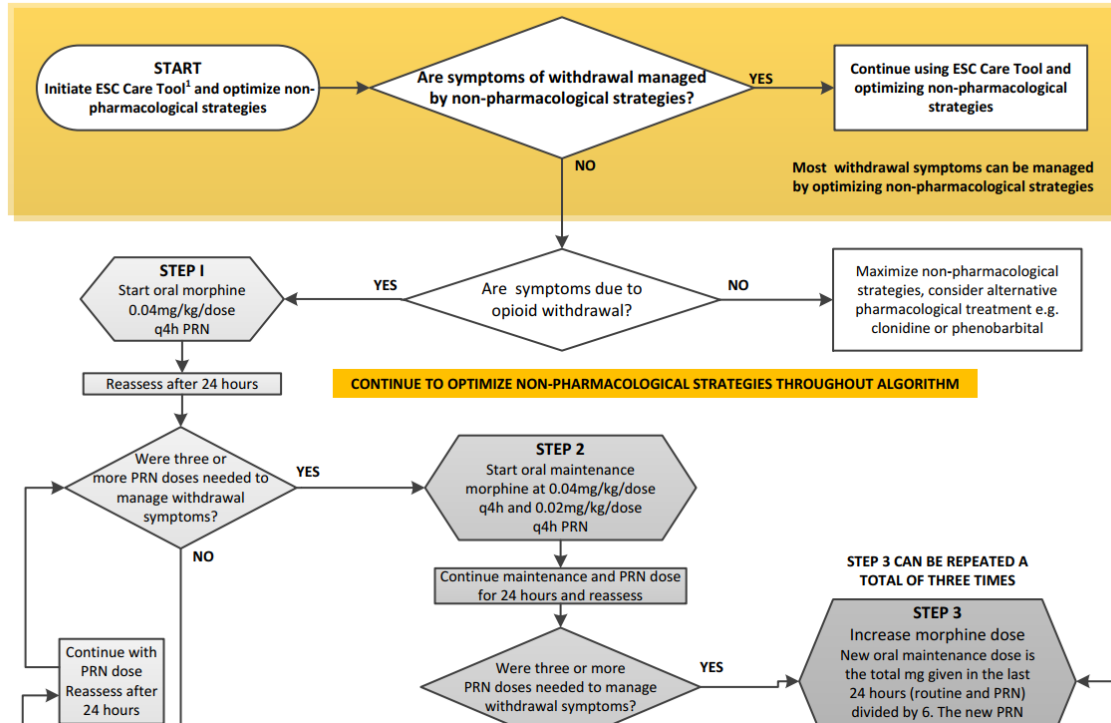 START
Initiate ESC Care Tool¹ and optimize non-
pharmacological strategies
Are symptoms of withdrawal managed
by non-pharmacological strategies?
YES
Continue using ESC Care Tool and
optimizing non-pharmacological
strategies
NO
Most withdrawal symptoms can be managed
by optimizing non-pharmacological strategies
STEP I
Start oral morphine
0.04mg/kg/dose
q4h PRN
YES
Are symptoms due to
opioid withdrawal?
NO
Maximize non-pharmacological
strategies, consider alternative
pharmacological treatment e.g.
clonidine or phenobarbital
Reassess after 24 hours
CONTINUE TO OPTIMIZE NON-PHARMACOLOGICAL STRATEGIES THROUGHOUT ALGORITHM
Were three or
more PRN doses needed to
manage withdrawal
symptoms?
YES
STEP 2
Start oral maintenance
morphine at 0.04mg/kg/dose
q4h and 0.02mg/kg/dose
q4h PRN
NO
Continue maintenance and PRN dose
for 24 hours and reassess
STEP 3 CAN BE REPEATED A
TOTAL OF THREE TIMES
STEP 3
Increase morphine dose
New oral maintenance dose is
the total mg given in the last
24 hours (routine and PRN)
divided by 6. The new PRN
Continue with
PRN dose
Reassess after
24 hours
Were three or more
PRN doses needed to manage
withdrawal symptoms?
YES